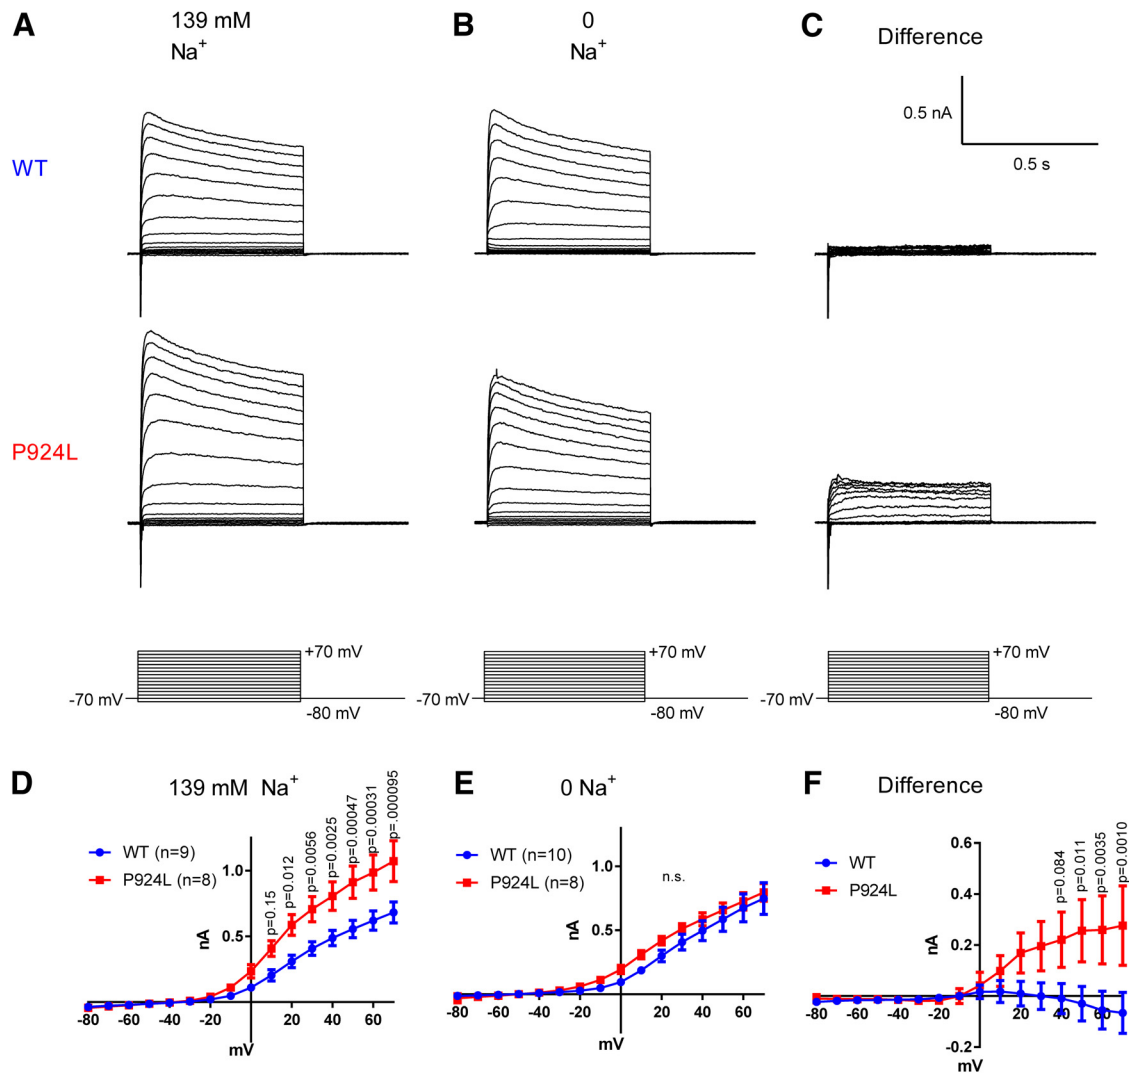 A
139 mM
Na+
B
0
Na+
C
Difference
0.5 nA
0.5 s
WT
P924L
+70 mV
-70 mV
-80 mV
+70 mV
-70 mV
-80 mV
+70 mV
-70 mV
-80 mV
D
139 mM Na+
WT (n=9)
P924L (n=8)
p=0.15
p=0.012
p=0.0056
p=0.0025
p=0.00047
p=0.00031
p=.000095
1.0
0.5
nA
-80 -60 -40 -20 20 40 60
mV
E
0 Na+
WT (n=10)
P924L (n=8)
n.s.
1.0
0.5
nA
-80 -60 -40 -20 20 40 60
mV
F
Difference
WT
P924L
p=0.084
p=0.011
p=0.0035
p=0.0010
0.6
0.4
0.2
-0.2
nA
-80 -60 -40 -20 20 40 60
mV